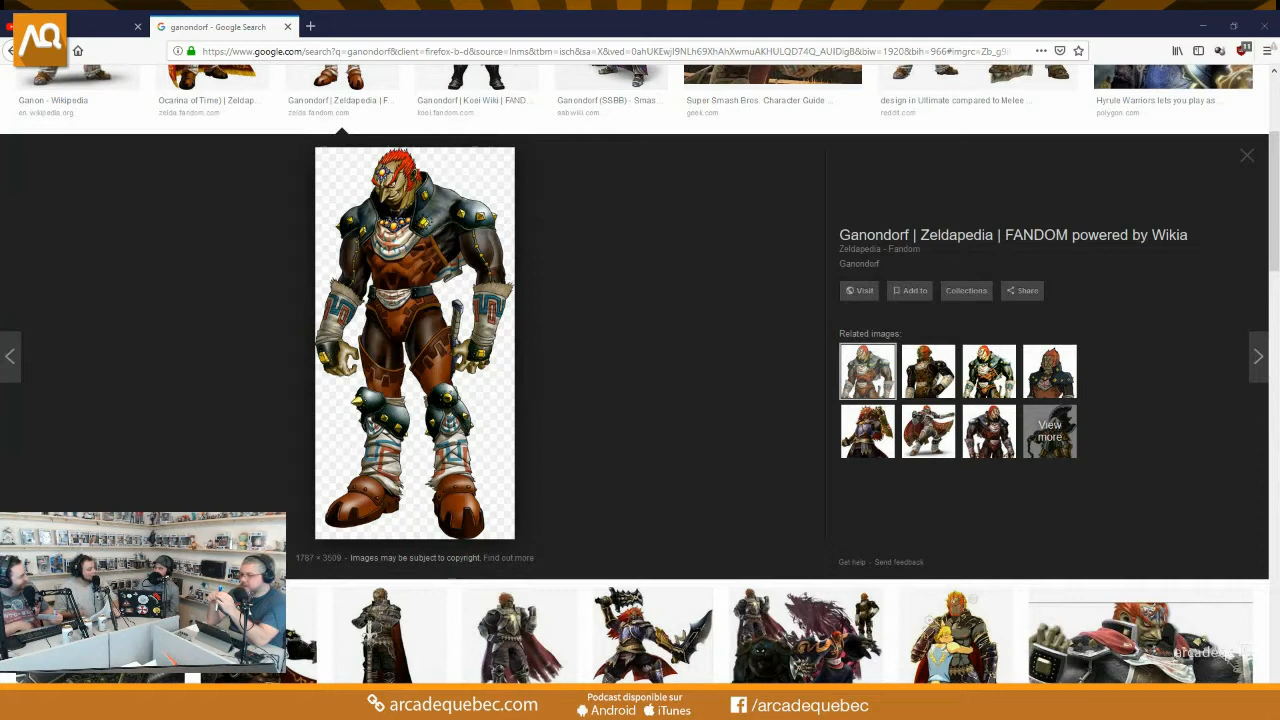 AQ
ganondorf - Google Search
https://www.google.com/search?q=ganondorf&client=firefox-b-d&source=lnms&tbm=isch&sa=X&ved=0ahUKEwjI9NLh69XhAhXwmuAKHULQD74Q_AUIDigB&biw=1920&bih=966#imgrc=Zb_g9
Ganon - Wikipedia
en.wikipedia.org
Ocarina of Time) | Zeldap...
zelda.fandom.com
Ganondorf | Zeldapedia | F...
zelda.fandom.com
Ganondorf | Koei Wiki | FAND...
koei.fandom.com
Ganondorf (SSBB) - Smas...
Super Smash Bros. Character Guide ...
geek.com
design in Ultimate compared to Melee ...
reddit.com
Hyrule Warriors lets you play as...
polygon.com
Ganondorf | Zeldapedia | FANDOM powered by Wikia
Zeldapedia - Fandom
Ganondorf
Visit
Add to
Collections
Share
Related images:
View more
1787 × 3509 - Images may be subject to copyright. Find out more
Get help - Send feedback
arcadequebec.com
Podcast disponible sur
Android iTunes
/arcadequebec